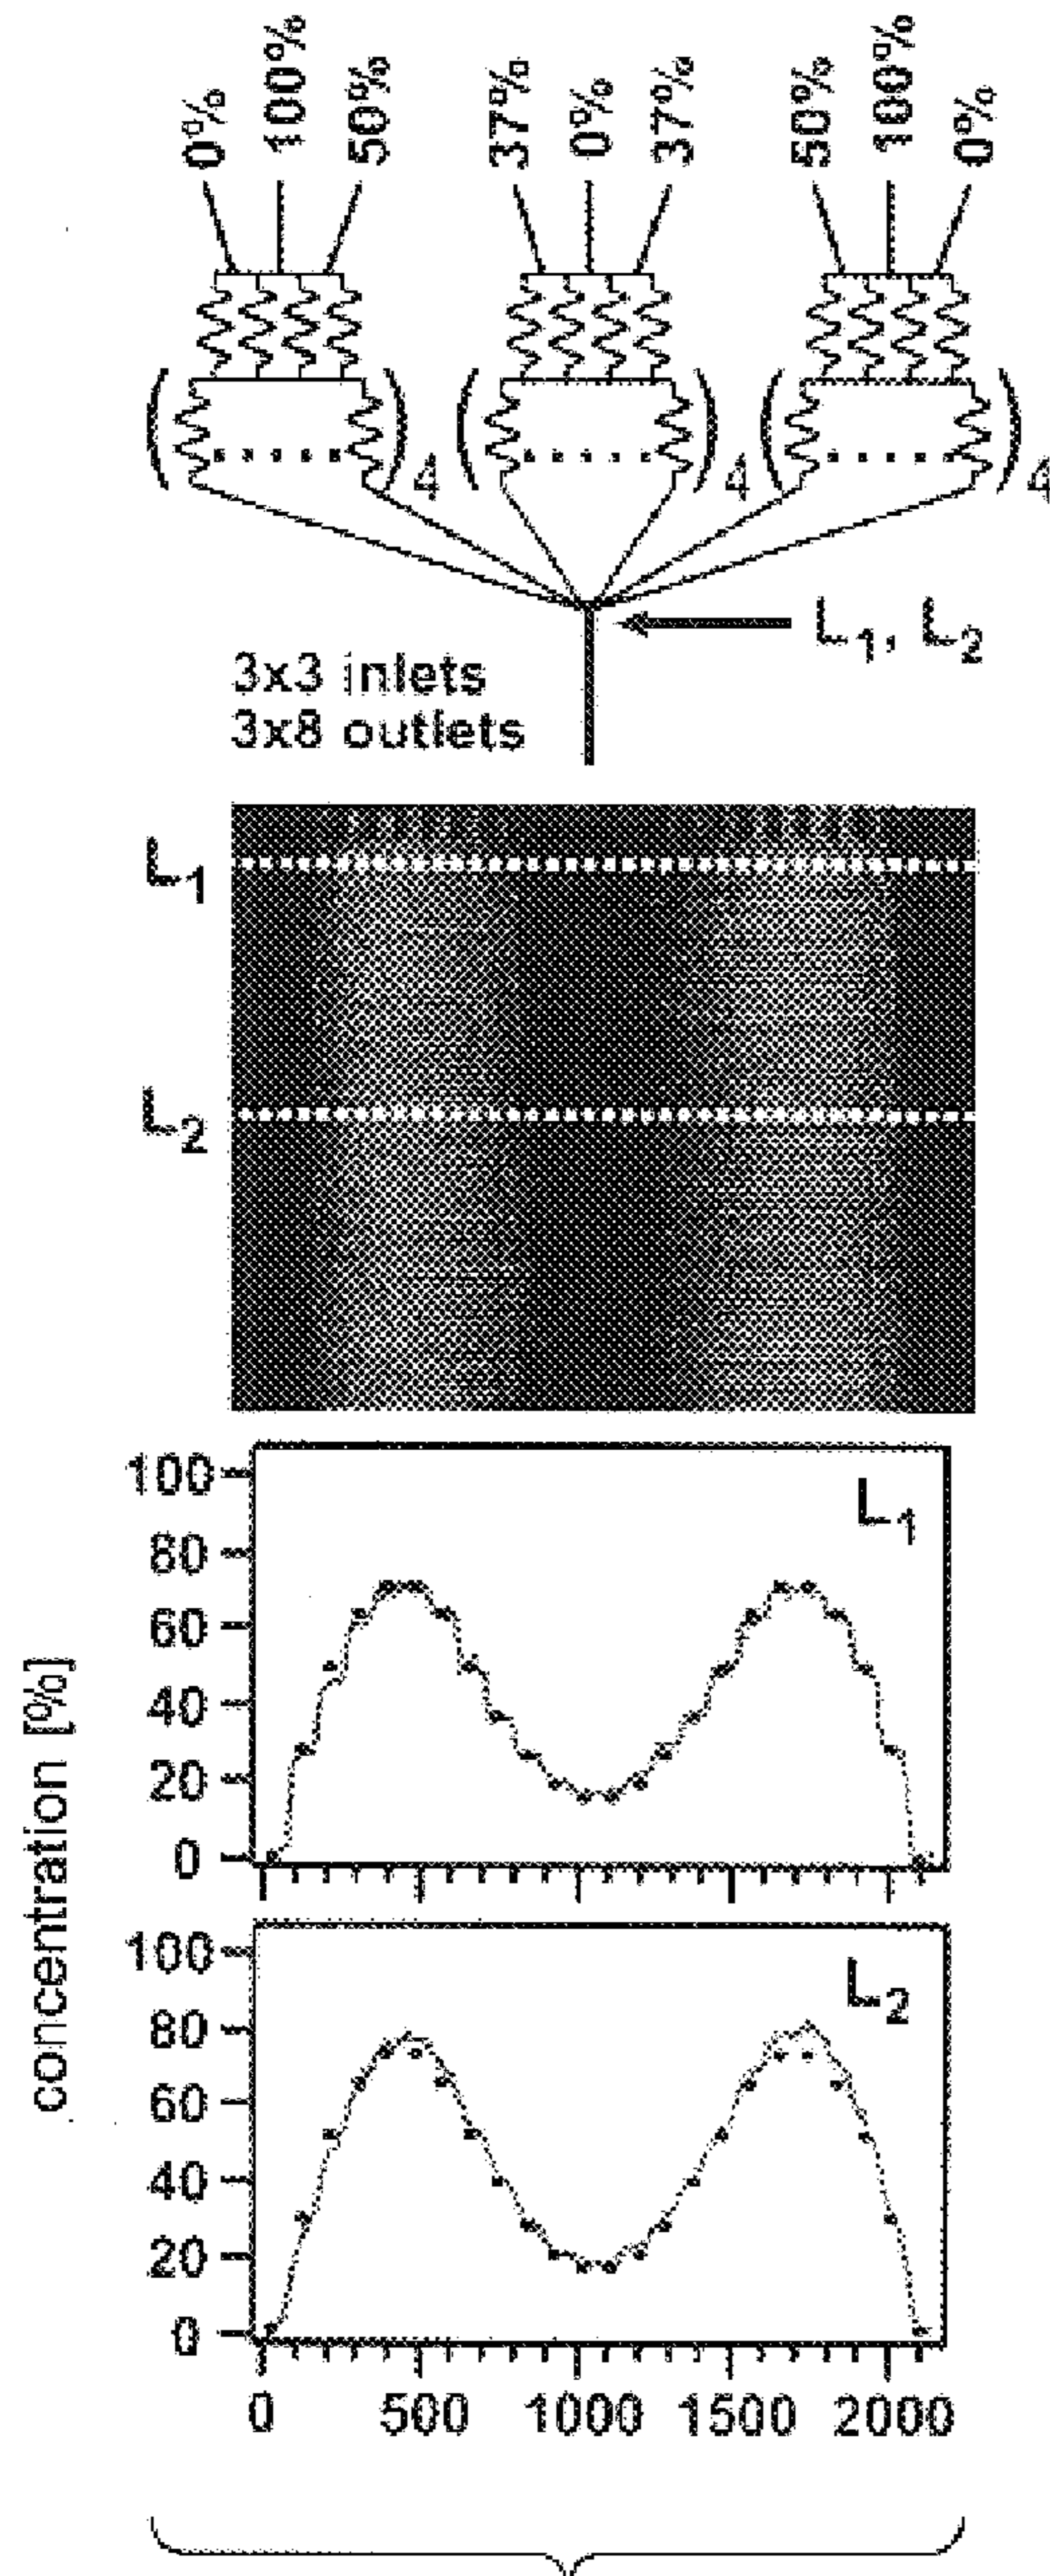 0% 100% 50% 37% 0% 37% 50% 100% 0%
( )4 ( )4 ( )4
L1, L2
3x3 inlets
3x8 outlets
L1
L2
concentration [%]
100
80
60
40
20
0
L1
100
80
60
40
20
0
L2
0 500 1000 1500 2000